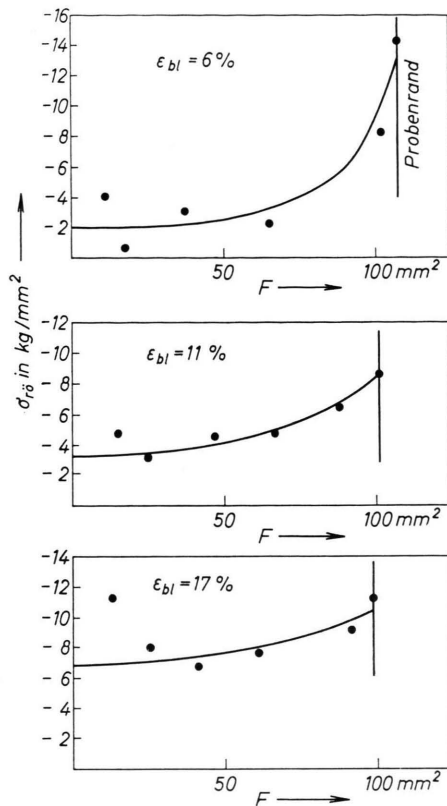 -16
-14
-12
-10
-8
-6
-4
-2
ε_bl = 6 %
Probenrand
50
100 mm²
F
σ_rö in kg/mm²
-12
-10
-8
-6
-4
-2
ε_bl = 11 %
50
100 mm²
F
-14
-12
-10
-8
-6
-4
-2
ε_bl = 17 %
50
100 mm²
F